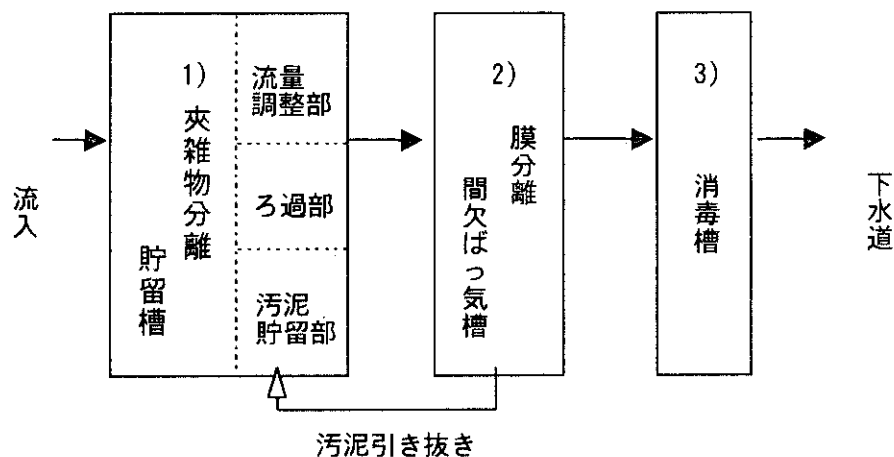 流入
1)
夾雑物分離
貯留槽
流量
調整部
ろ過部
汚泥
貯留部
2)
膜分離
間欠ばっ気槽
3)
消毒槽
下水道
汚泥引き抜き